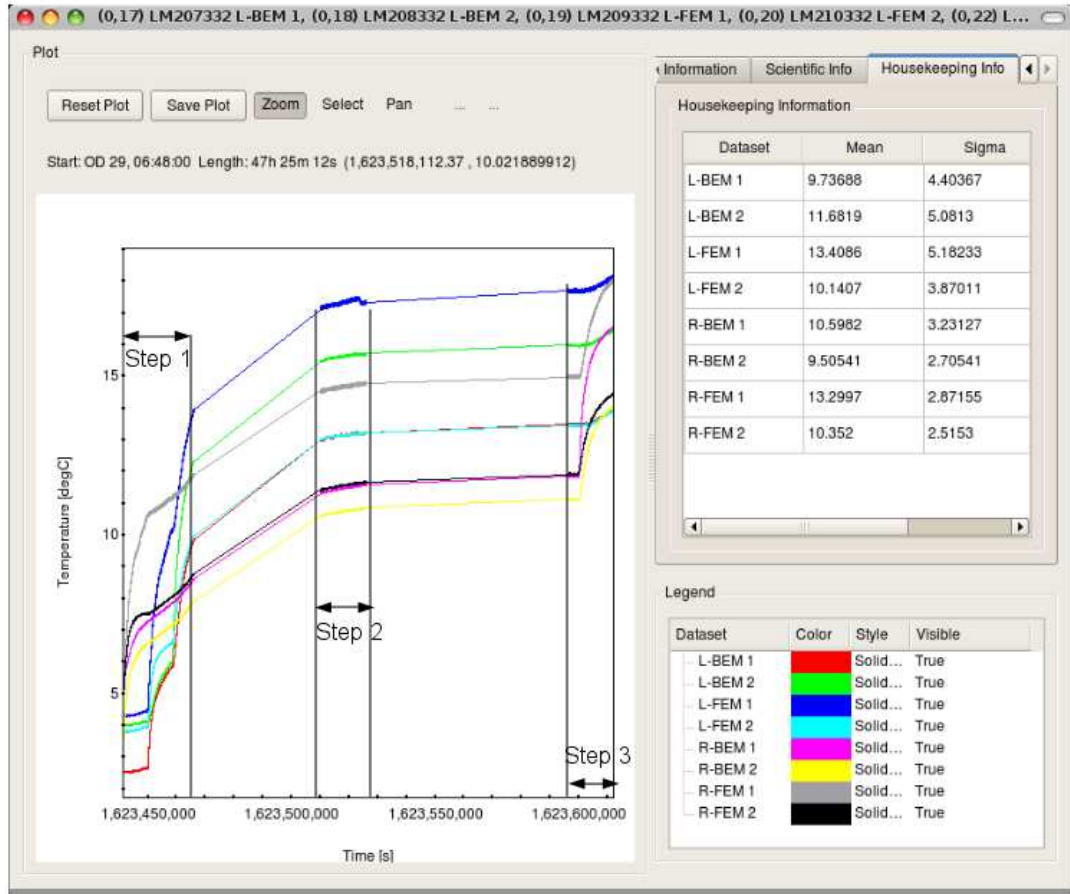 (0,17) LM207332 L-BEM 1, (0,18) LM208332 L-BEM 2, (0,19) LM209332 L-FEM 1, (0,20) LM210332 L-FEM 2, (0,22) L...
Plot
Reset Plot Save Plot Zoom Select Pan ... ...
Start: OD 29, 06:48:00 Length: 47h 25m 12s (1,623,518,112.37 , 10.021889912)
Step 1
Step 2
Step 3
15
10
5
Temperature [degC]
1,623,450,000 1,623,500,000 1,623,550,000 1,623,600,000
Time [s]
Information Scientific Info Housekeeping Info
Housekeeping Information
Dataset Mean Sigma
L-BEM 1 9.73688 4.40367
L-BEM 2 11.6819 5.0813
L-FEM 1 13.4086 5.18233
L-FEM 2 10.1407 3.87011
R-BEM 1 10.5982 3.23127
R-BEM 2 9.50541 2.70541
R-FEM 1 13.2997 2.87155
R-FEM 2 10.352 2.5153
Legend
Dataset Color Style Visible
L-BEM 1 Solid... True
L-BEM 2 Solid... True
L-FEM 1 Solid... True
L-FEM 2 Solid... True
R-BEM 1 Solid... True
R-BEM 2 Solid... True
R-FEM 1 Solid... True
R-FEM 2 Solid... True